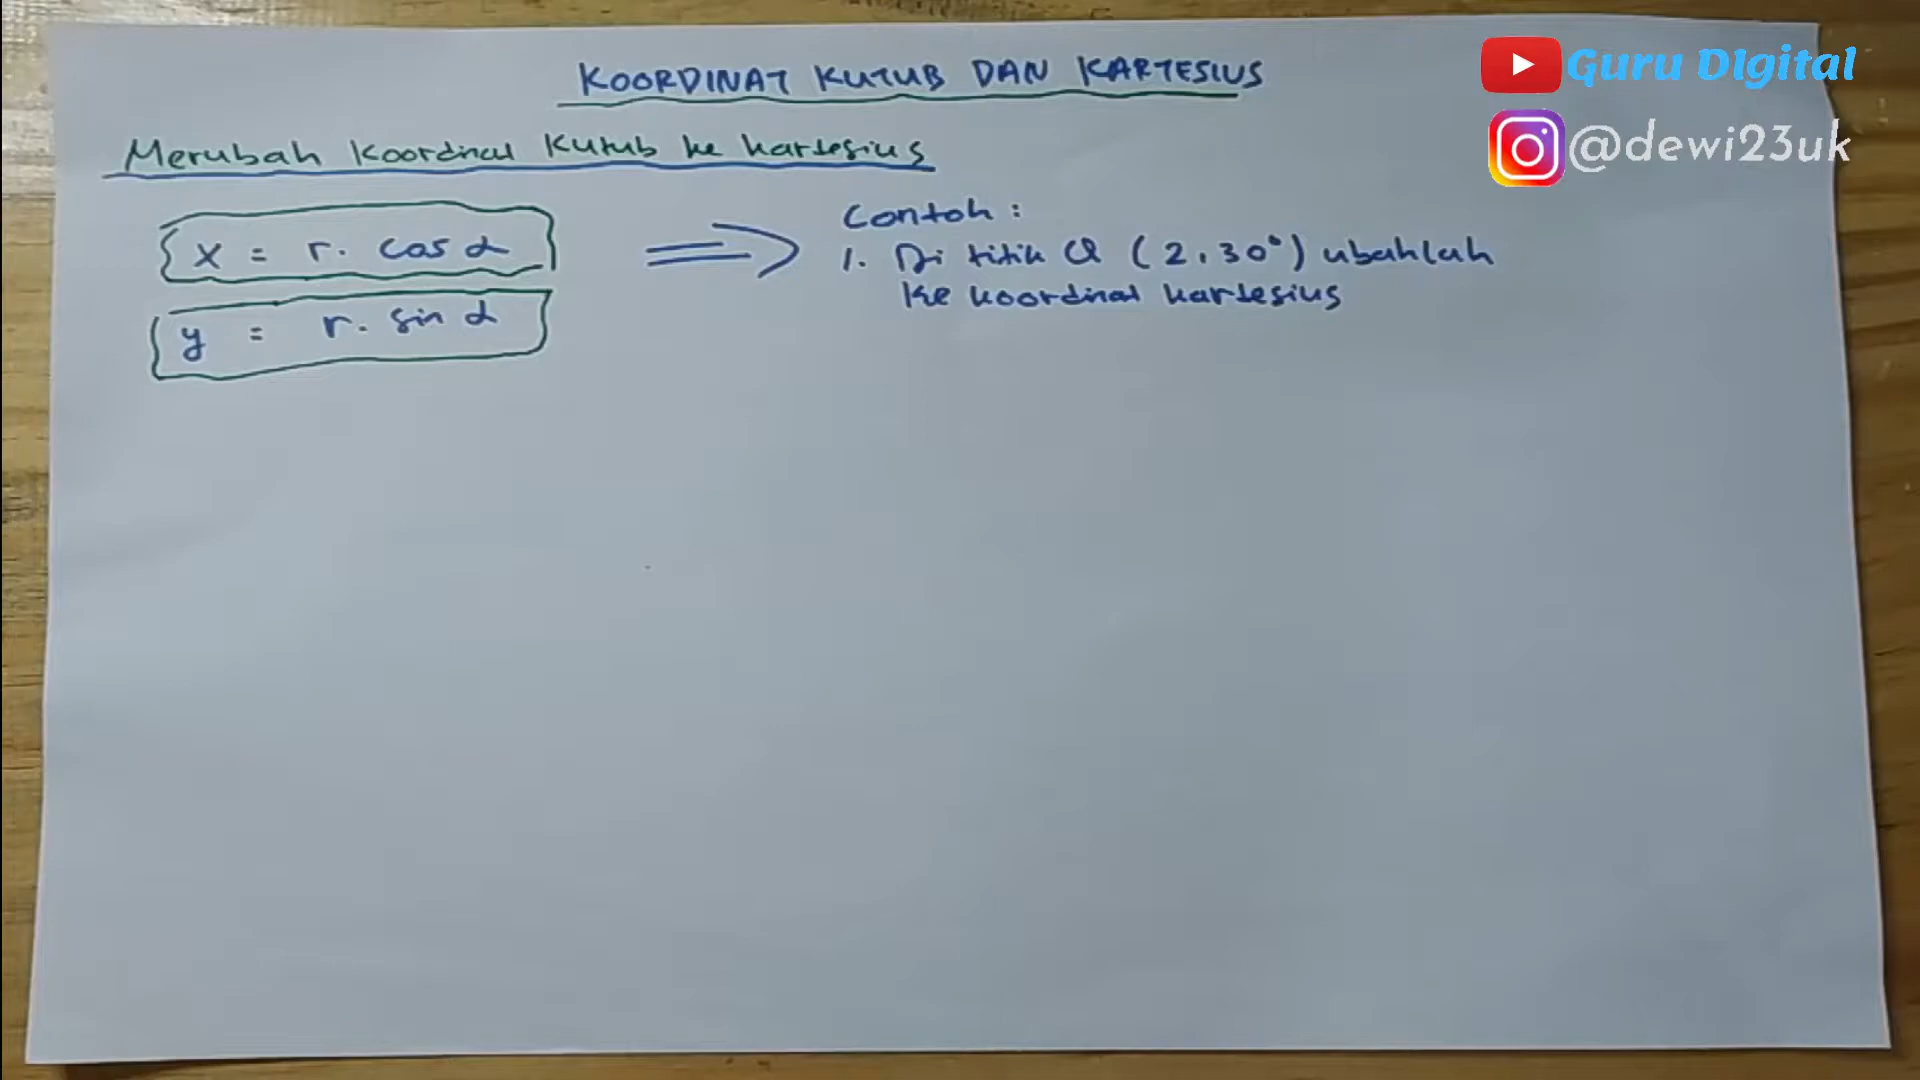 KOORDINAT KUTUB DAN KARTESIUS
Guru DIgital
@dewi23uk
Merubah Koordnat Kutub ke kartesius
x = r. cos α
y = r. sin α
Contoh :
1. Di titik Q (2,30°) ubahlah
ke koordinat kartesius